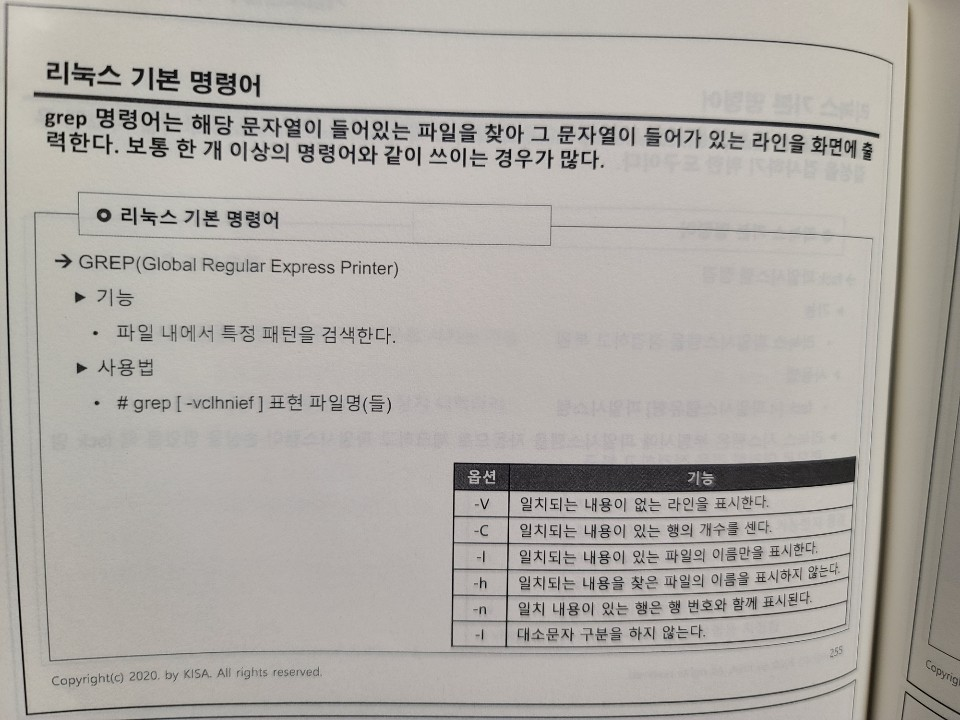 리눅스 기본 명령어
grep 명령어는 해당 문자열이 들어있는 파일을 찾아 그 문자열이 들어가 있는 라인을 화면에 출
력한다. 보통 한 개 이상의 명령어와 같이 쓰이는 경우가 많다.
리눅스 기본 명령어
→ GREP(Global Regular Express Printer)
▶ 기능
• 파일 내에서 특정 패턴을 검색한다.
▶ 사용법
• # grep [ -vclhnief ] 표현 파일명(들)
옵션 기능
-V 일치되는 내용이 없는 라인을 표시한다.
-C 일치되는 내용이 있는 행의 개수를 센다.
-l 일치되는 내용이 있는 파일의 이름만을 표시한다.
-h 일치되는 내용을 찾은 파일의 이름을 표시하지 않는다.
-n 일치 내용이 있는 행은 행 번호와 함께 표시된다.
-I 대소문자 구분을 하지 않는다.
255
Copyright(c) 2020. by KISA. All rights reserved.